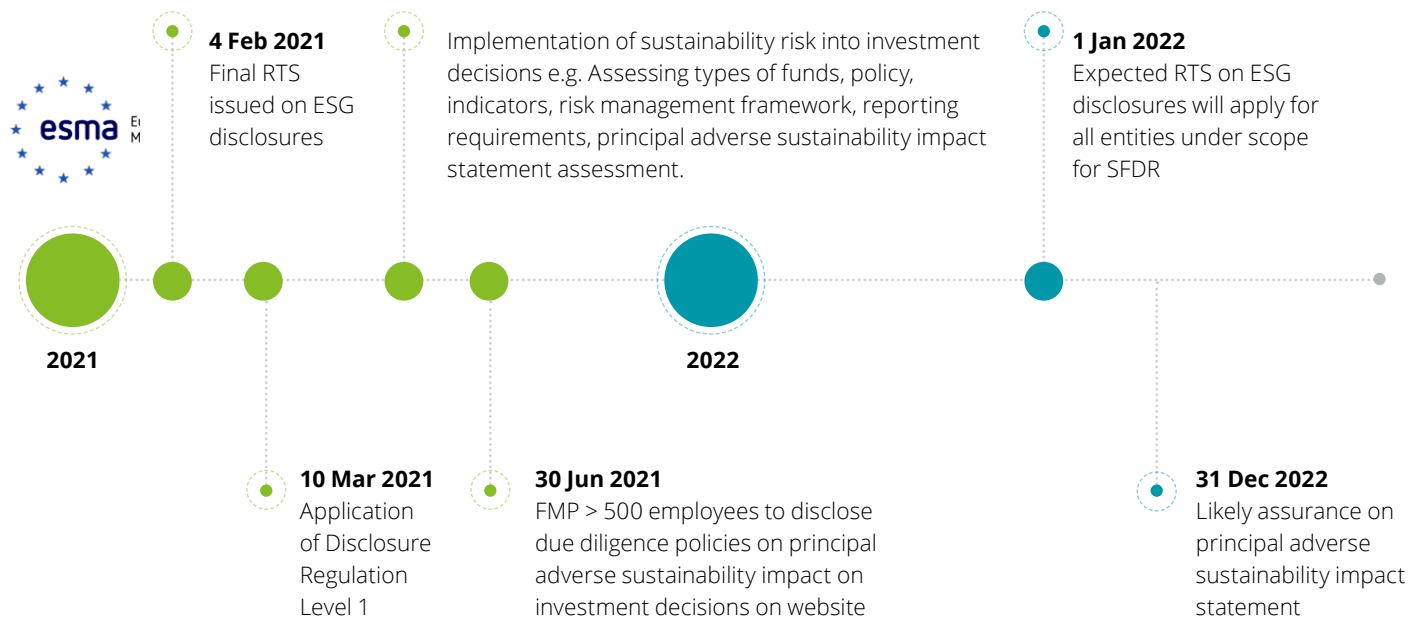 4 Feb 2021
Final RTS
issued on ESG
disclosures
Implementation of sustainability risk into investment
decisions e.g. Assessing types of funds, policy,
indicators, risk management framework, reporting
requirements, principal adverse sustainability impact
statement assessment.
1 Jan 2022
Expected RTS on ESG
disclosures will apply for
all entities under scope
for SFDR
esma
2021
2022
10 Mar 2021
Application
of Disclosure
Regulation
Level 1
30 Jun 2021
FMP > 500 employees to disclose
due diligence policies on principal
adverse sustainability impact on
investment decisions on website
31 Dec 2022
Likely assurance on
principal adverse
sustainability impact
statement